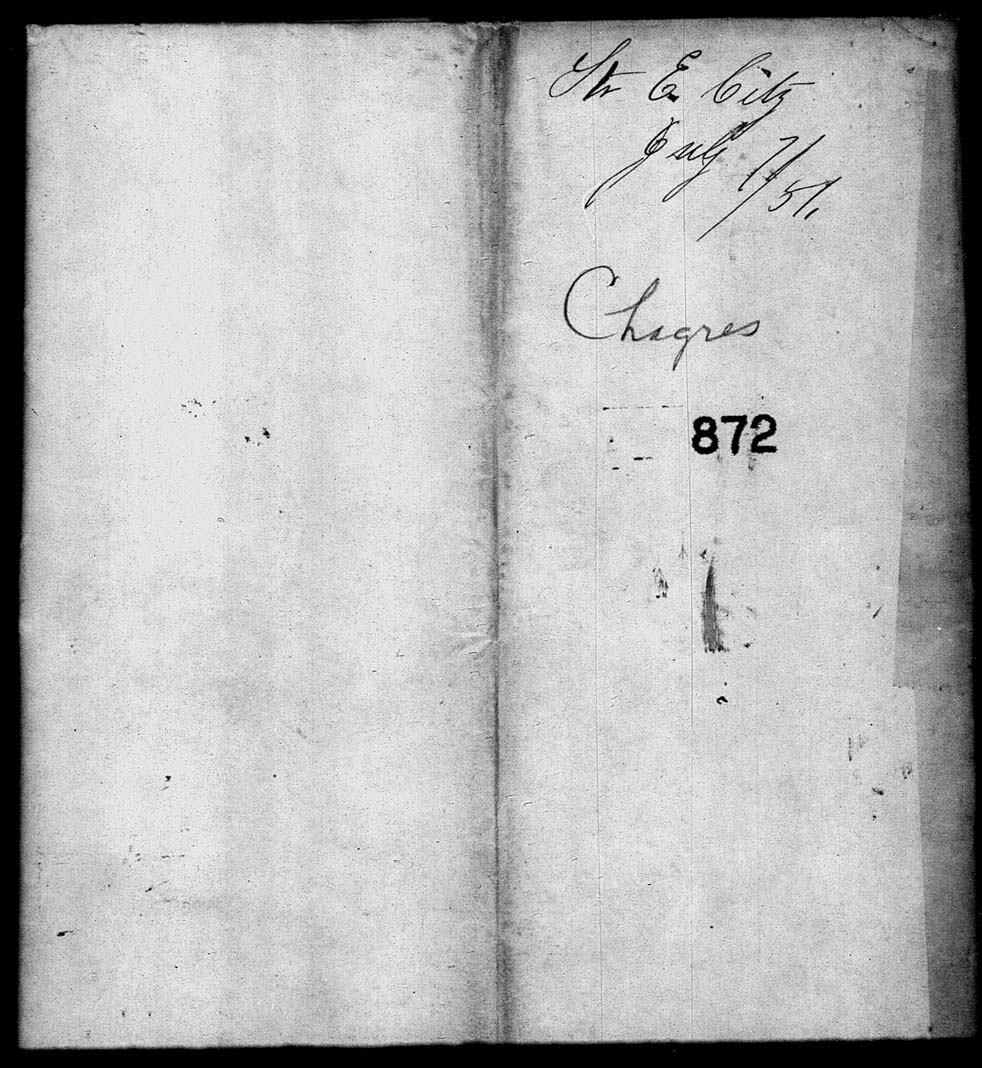 Str E. City
July 7/51.
Chagres
872